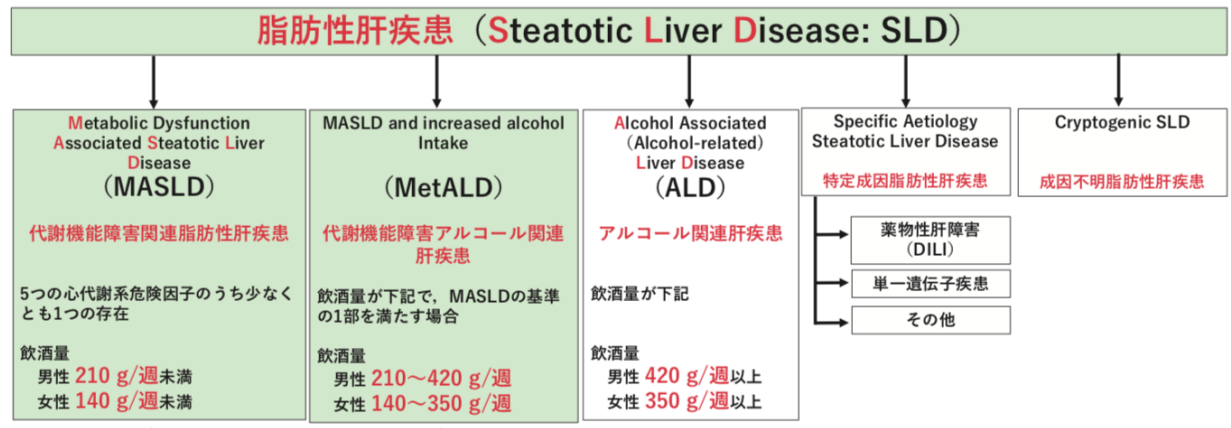 脂肪性肝疾患（Steatotic Liver Disease: SLD）
Metabolic Dysfunction
Associated Steatotic Liver
Disease
（MASLD）
代謝機能障害関連脂肪性肝疾患
5つの心代謝系危険因子のうち少なく
とも1つの存在
飲酒量
男性 210 g/週未満
女性 140 g/週未満
MASLD and increased alcohol
Intake
（MetALD）
代謝機能障害アルコール関連
肝疾患
飲酒量が下記で，MASLDの基準
の1部を満たす場合
飲酒量
男性 210～420 g/週
女性 140～350 g/週
Alcohol Associated
（Alcohol-related）
Liver Disease
（ALD）
アルコール関連肝疾患
飲酒量が下記
飲酒量
男性 420 g/週以上
女性 350 g/週以上
Specific Aetiology
Steatotic Liver Disease
特定成因脂肪性肝疾患
薬物性肝障害
（DILI）
単一遺伝子疾患
その他
Cryptogenic SLD
成因不明脂肪性肝疾患